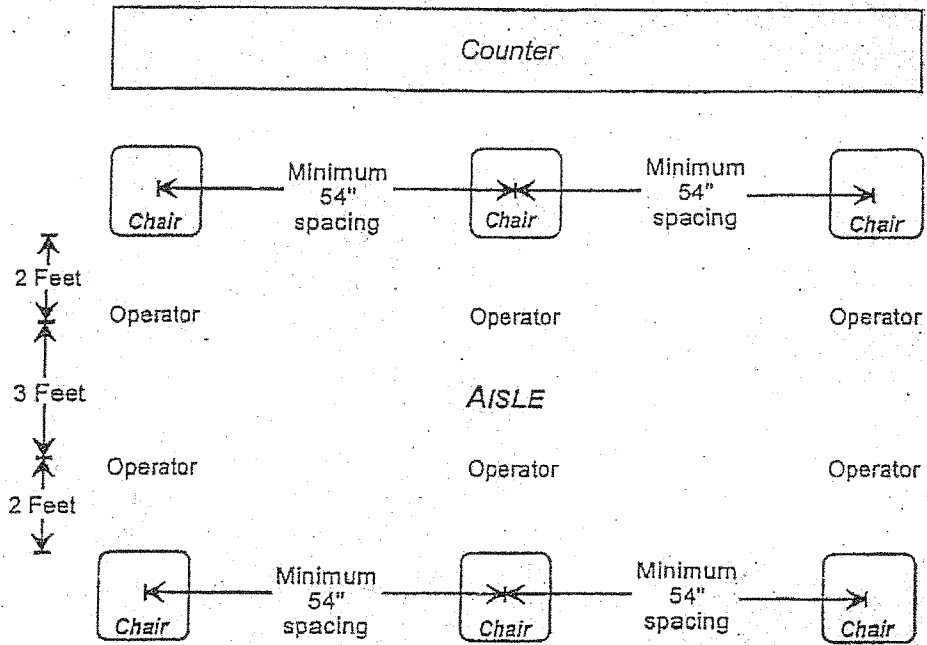 Counter
Minimum
54"
spacing
Minimum
54"
spacing
Chair
Chair
Chair
2 Feet
Operator
Operator
Operator
3 Feet
AISLE
Operator
Operator
Operator
2 Feet
Minimum
54"
spacing
Minimum
54"
spacing
Chair
Chair
Chair